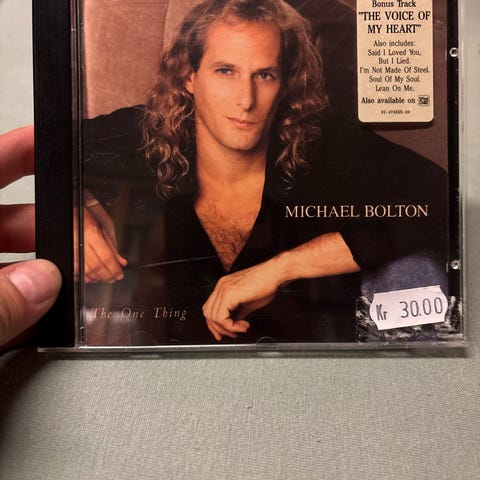 Bonus Track
"THE VOICE OF
MY HEART"
Also includes:
Said I Loved You,
But I Lied.
I'm Not Made Of Steel.
Soul Of My Soul.
Lean On Me.
Also available on
MICHAEL BOLTON
The One Thing
Kr 30.00